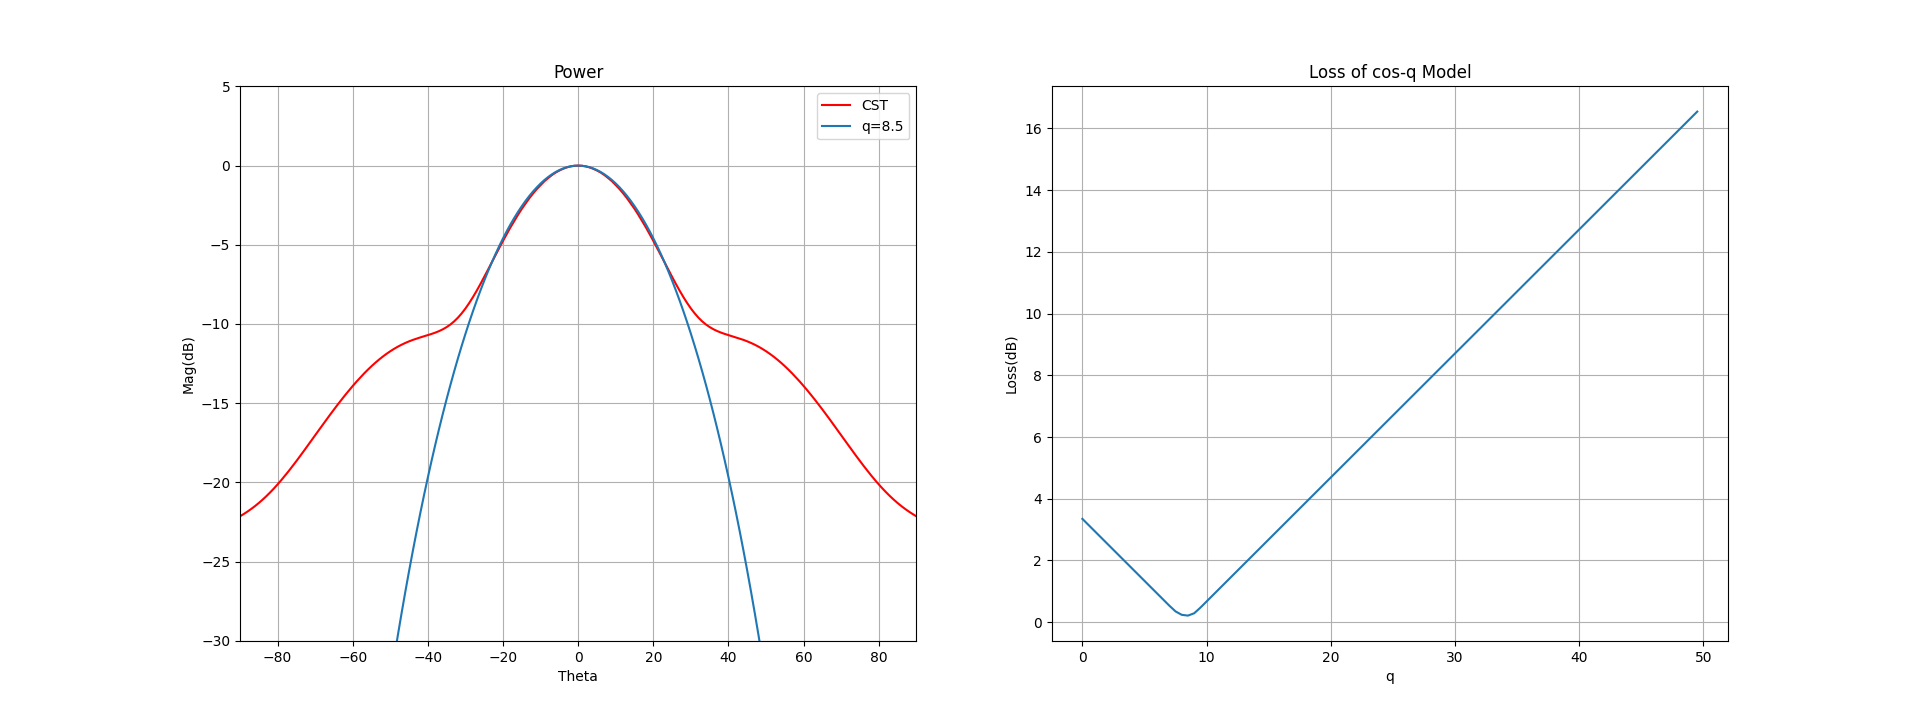 Power
5
0
−5
−10
−15
−20
−25
−30
Mag(dB)
CST
q=8.5
−80 −60 −40 −20 0 20 40 60 80
Theta
Loss of cos-q Model
16
14
12
10
8
6
4
2
0
Loss(dB)
0 10 20 30 40 50
q